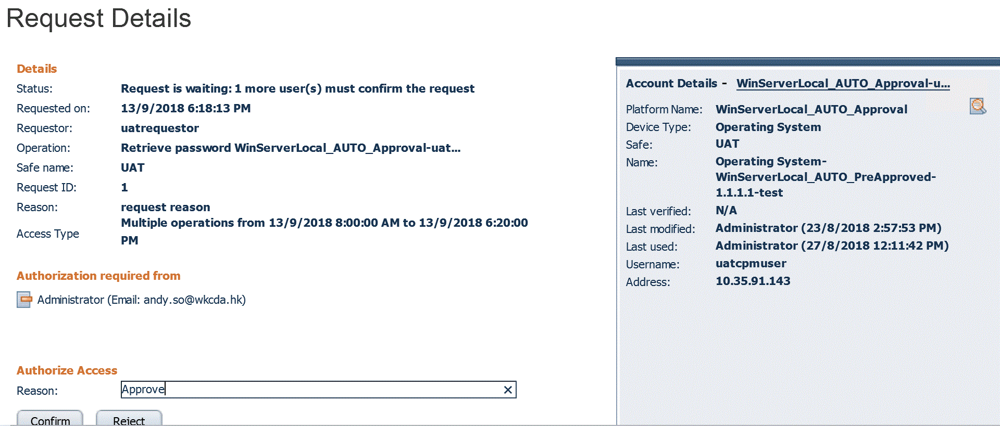 Request Details
Details
Status: Request is waiting: 1 more user(s) must confirm the request
Requested on: 13/9/2018 6:18:13 PM
Requestor: uatrequestor
Operation: Retrieve password WinServerLocal_AUTO_Approval-uat...
Safe name: UAT
Request ID: 1
Reason: request reason
Access Type Multiple operations from 13/9/2018 8:00:00 AM to 13/9/2018 6:20:00
PM
Authorization required from
Administrator (Email: andy.so@wkcda.hk)
Authorize Access
Reason: Approve
Confirm Reject
Account Details - WinServerLocal_AUTO_Approval-u...
Platform Name: WinServerLocal_AUTO_Approval
Device Type: Operating System
Safe: UAT
Name: Operating System-
WinServerLocal_AUTO_PreApproved-
1.1.1.1-test
Last verified: N/A
Last modified: Administrator (23/8/2018 2:57:53 PM)
Last used: Administrator (27/8/2018 12:11:42 PM)
Username: uatcpmuser
Address: 10.35.91.143